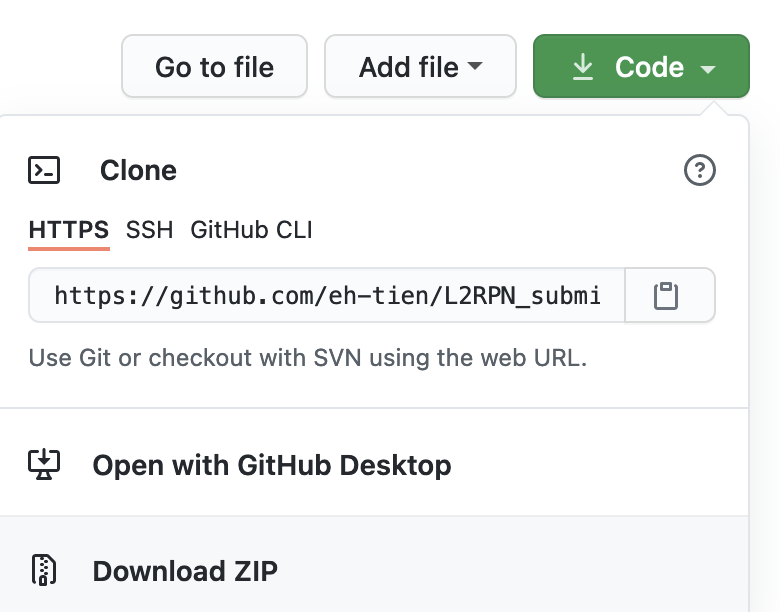 Go to file Add file Code
Clone
HTTPS SSH GitHub CLI
https://github.com/eh-tien/L2RPN_submi
Use Git or checkout with SVN using the web URL.
Open with GitHub Desktop
Download ZIP